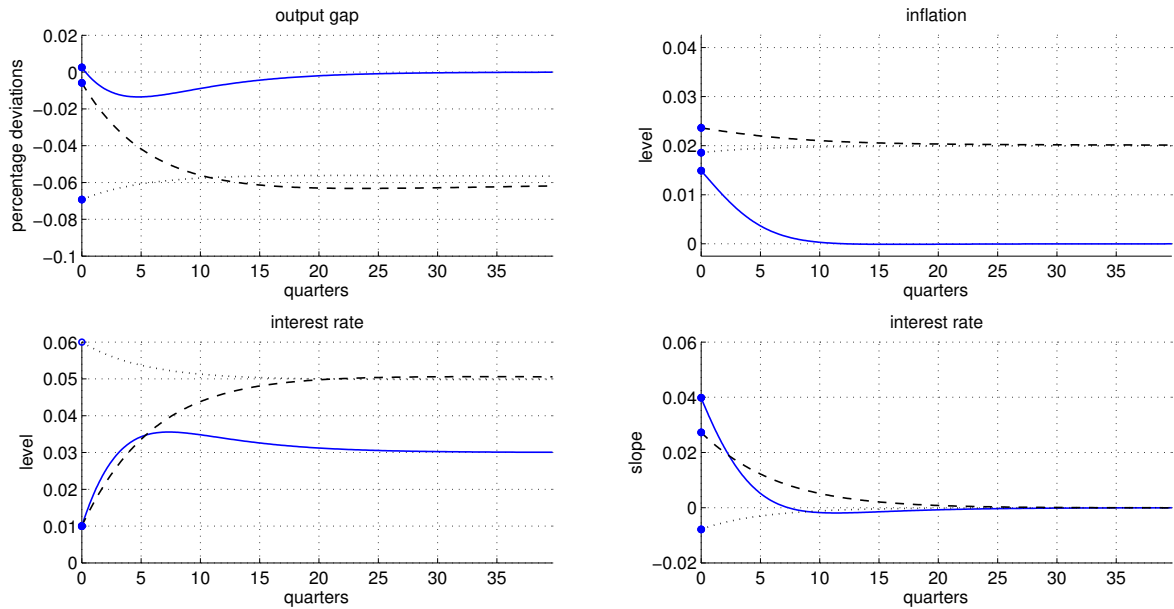 output gap
percentage deviations
0.02
0
−0.02
−0.04
−0.06
−0.08
−0.1
0 5 10 15 20 25 30 35
quarters
inflation
level
0.04
0.03
0.02
0.01
0
0 5 10 15 20 25 30 35
quarters
interest rate
level
0.06
0.05
0.04
0.03
0.02
0.01
0
0 5 10 15 20 25 30 35
quarters
interest rate
slope
0.06
0.04
0.02
0
−0.02
0 5 10 15 20 25 30 35
quarters